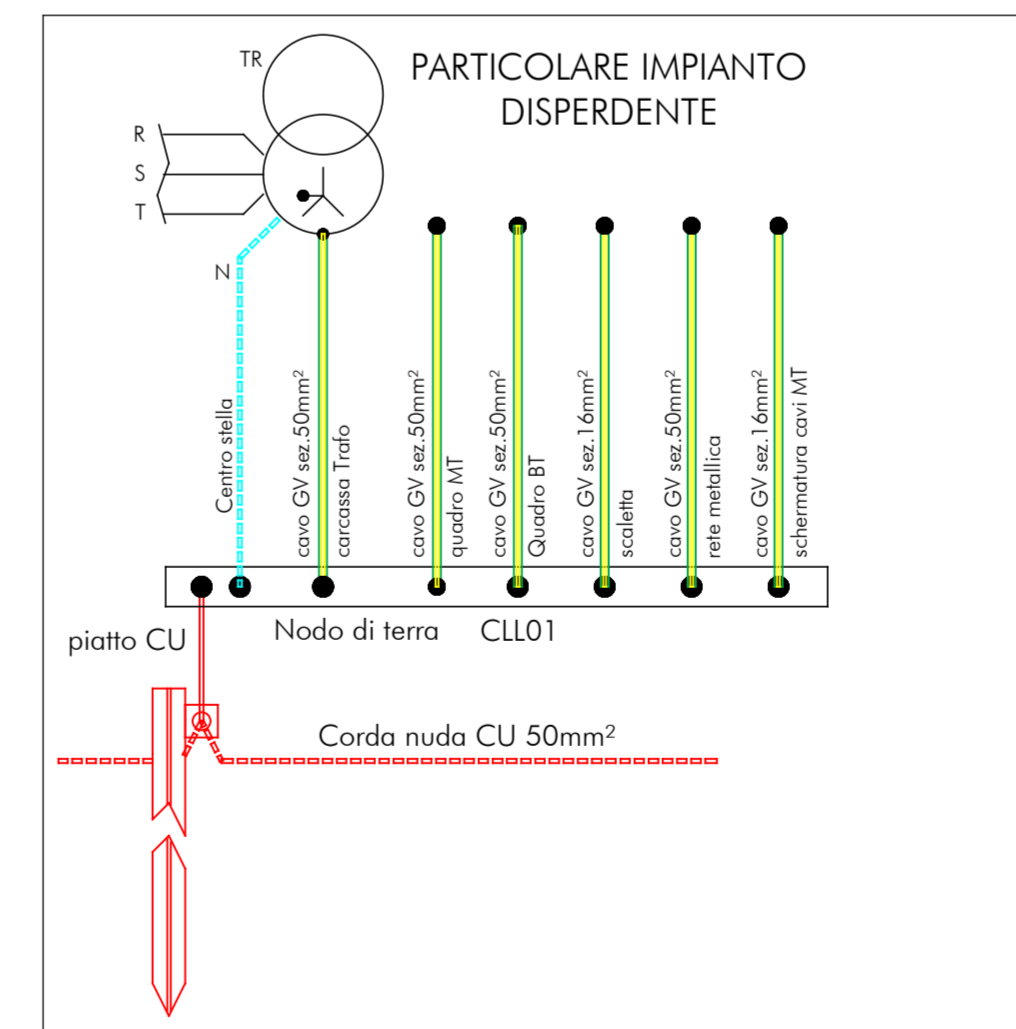 TR
PARTICOLARE IMPIANTO
DISPERDENTE
R
S
T
N
Centro stella
cavo GV sez.50mm²
carcassa Trafo
cavo GV sez.50mm²
quadro MT
cavo GV sez.50mm²
Quadro BT
cavo GV sez.16mm²
scaletta
cavo GV sez.50mm²
rete metallica
cavo GV sez.16mm²
schermatura cavi MT
Nodo di terra CLL01
piatto CU
Corda nuda CU 50mm²